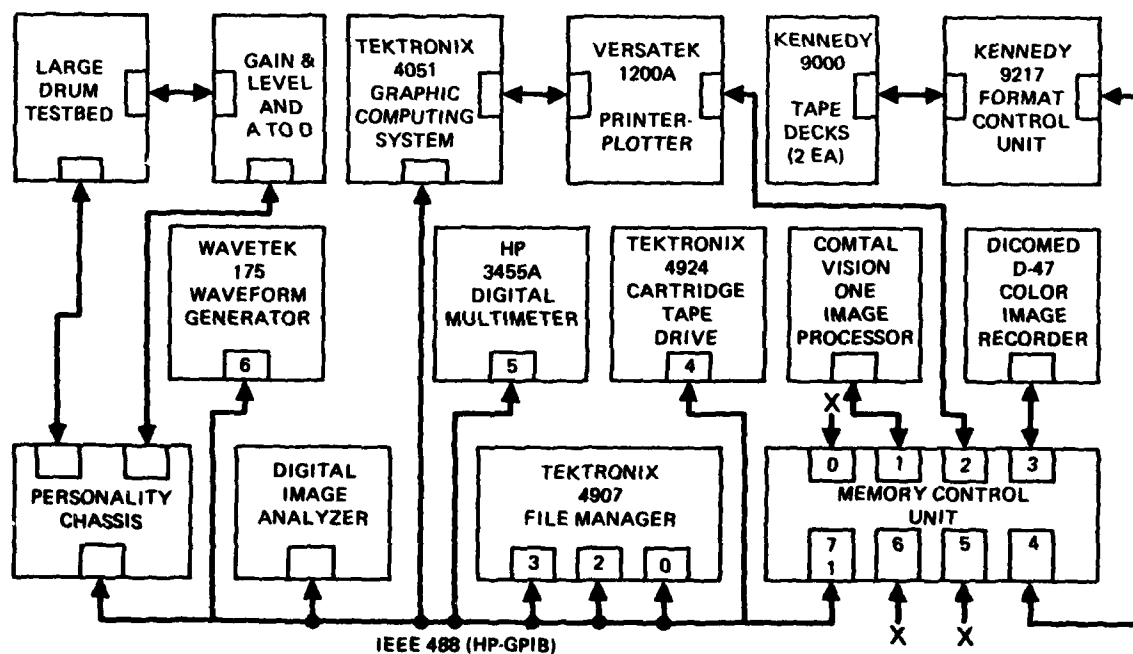 LARGE
DRUM
TESTBED
GAIN &
LEVEL
AND
A TO D
TEKTRONIX
4051
GRAPHIC
COMPUTING
SYSTEM
VERSATEK
1200A
PRINTER-
PLOTTER
KENNEDY
9000
TAPE
DECKS
(2 EA)
KENNEDY
9217
FORMAT
CONTROL
UNIT
WAVETEK
175
WAVEFORM
GENERATOR
6
HP
3455A
DIGITAL
MULTIMETER
5
TEKTRONIX
4924
CARTRIDGE
TAPE
DRIVE
4
COMTAL
VISION
ONE
IMAGE
PROCESSOR
DICOMED
D-47
COLOR
IMAGE
RECORDER
X
PERSONALITY
CHASSIS
DIGITAL
IMAGE
ANALYZER
TEKTRONIX
4907
FILE MANAGER
3 2 0
0 1 2 3
MEMORY CONTROL
UNIT
7 6 5 4
1
X X
IEEE 488 (HP-GPIB)